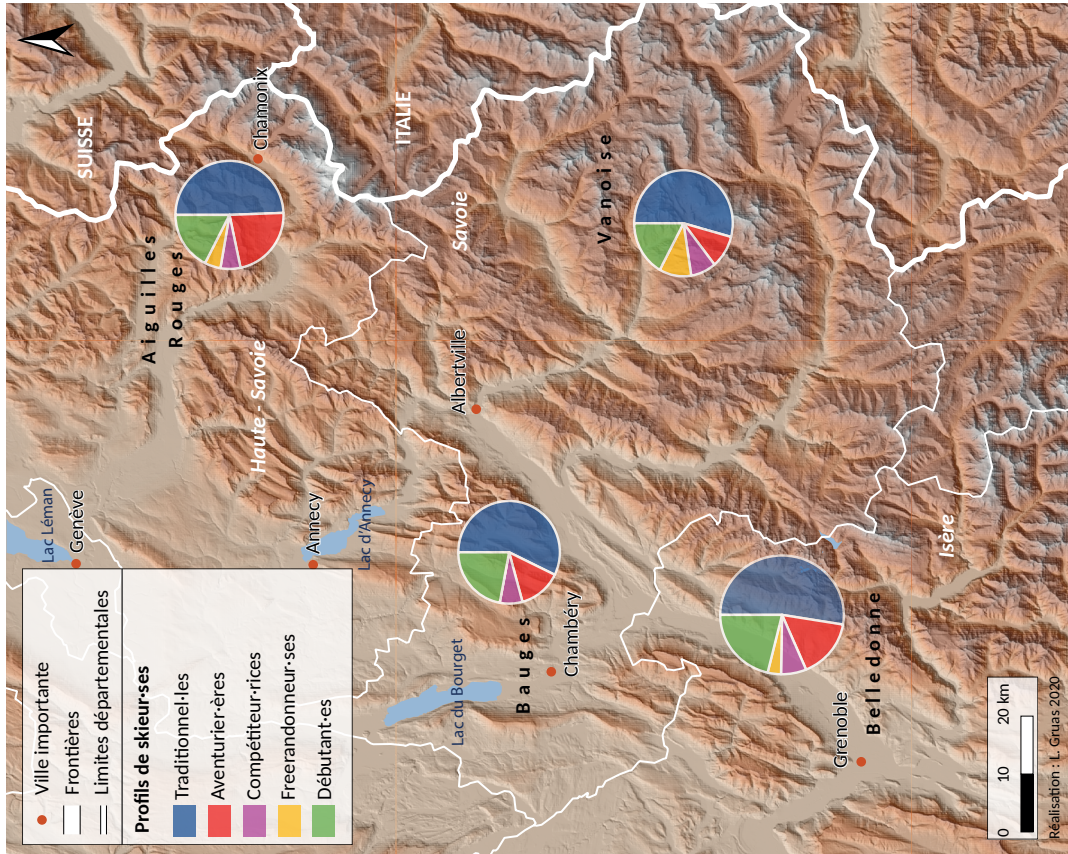 Ville importante
Frontières
Limites départementales
Profils de skieur·ses
Traditionnel·les
Aventurier·ères
Compétiteur·rices
Freerandonneur·ses
Débutant·es
Lac Léman
Genève
Annecy
Lac d'Annecy
Lac du Bourget
Bauges
Chambéry
Grenoble
Belledonne
Isère
Haute - Savoie
Aiguilles
Rouges
SUISSE
Chamonix
ITALIE
Savoie
Albertville
Vanoise
0 10 20 km
Réalisation : L. Gruas 2020